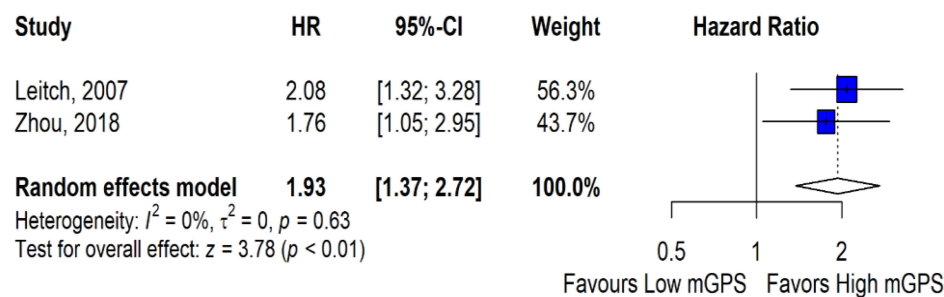 Study HR 95%-CI Weight Hazard Ratio
Leitch, 2007 2.08 [1.32; 3.28] 56.3%
Zhou, 2018 1.76 [1.05; 2.95] 43.7%
Random effects model 1.93 [1.37; 2.72] 100.0%
Heterogeneity: I² = 0%, τ² = 0, p = 0.63
Test for overall effect: z = 3.78 (p < 0.01)
0.5 1 2
Favours Low mGPS Favors High mGPS